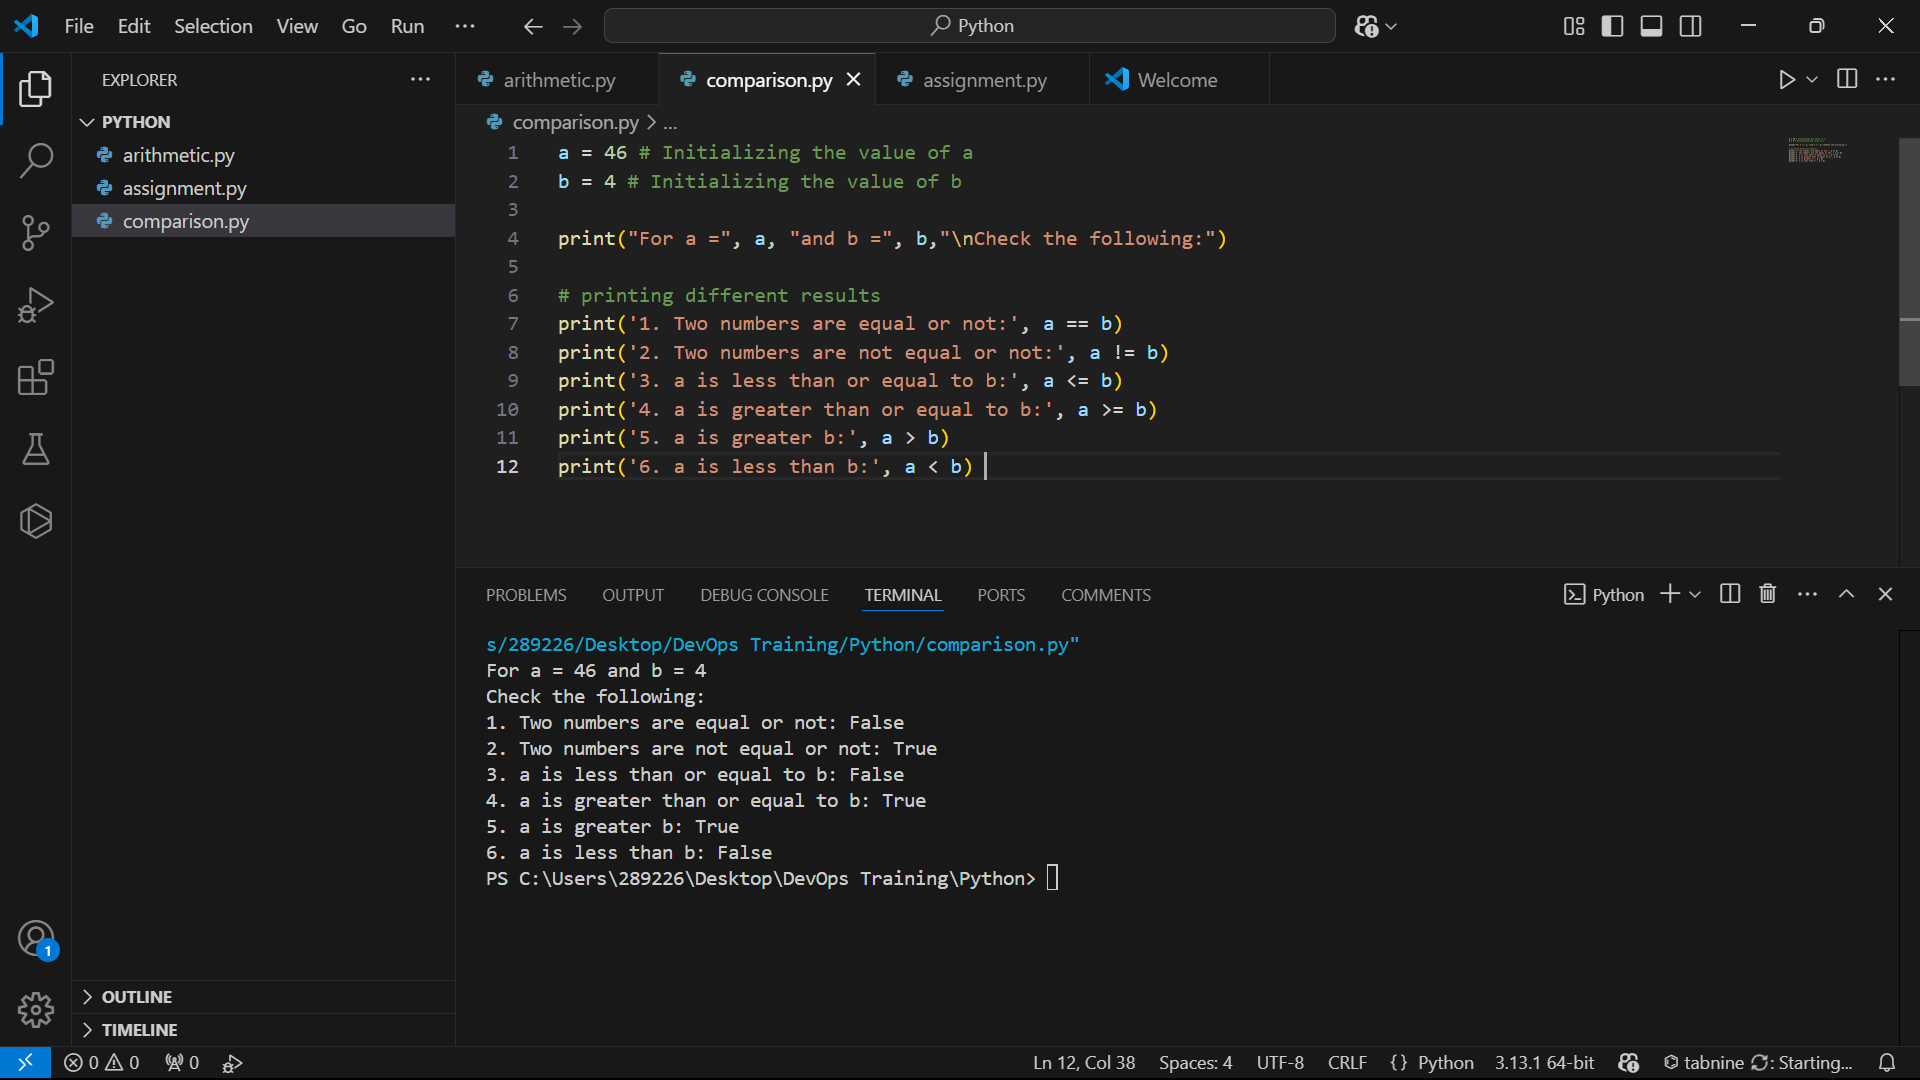 File Edit Selection View Go Run ... Python
EXPLORER ...
PYTHON
arithmetic.py
assignment.py
comparison.py
OUTLINE
TIMELINE
arithmetic.py comparison.py assignment.py Welcome
comparison.py > ...
1 a = 46 # Initializing the value of a
2 b = 4 # Initializing the value of b
3
4 print("For a =", a, "and b =", b,"\nCheck the following:")
5
6 # printing different results
7 print('1. Two numbers are equal or not:', a == b)
8 print('2. Two numbers are not equal or not:', a != b)
9 print('3. a is less than or equal to b:', a <= b)
10 print('4. a is greater than or equal to b:', a >= b)
11 print('5. a is greater b:', a > b)
12 print('6. a is less than b:', a < b)
PROBLEMS OUTPUT DEBUG CONSOLE TERMINAL PORTS COMMENTS Python
s/289226/Desktop/DevOps Training/Python/comparison.py"
For a = 46 and b = 4
Check the following:
1. Two numbers are equal or not: False
2. Two numbers are not equal or not: True
3. a is less than or equal to b: False
4. a is greater than or equal to b: True
5. a is greater b: True
6. a is less than b: False
PS C:\Users\289226\Desktop\DevOps Training\Python>
1
0 0 0 Ln 12, Col 38 Spaces: 4 UTF-8 CRLF {} Python 3.13.1 64-bit tabnine : Starting...